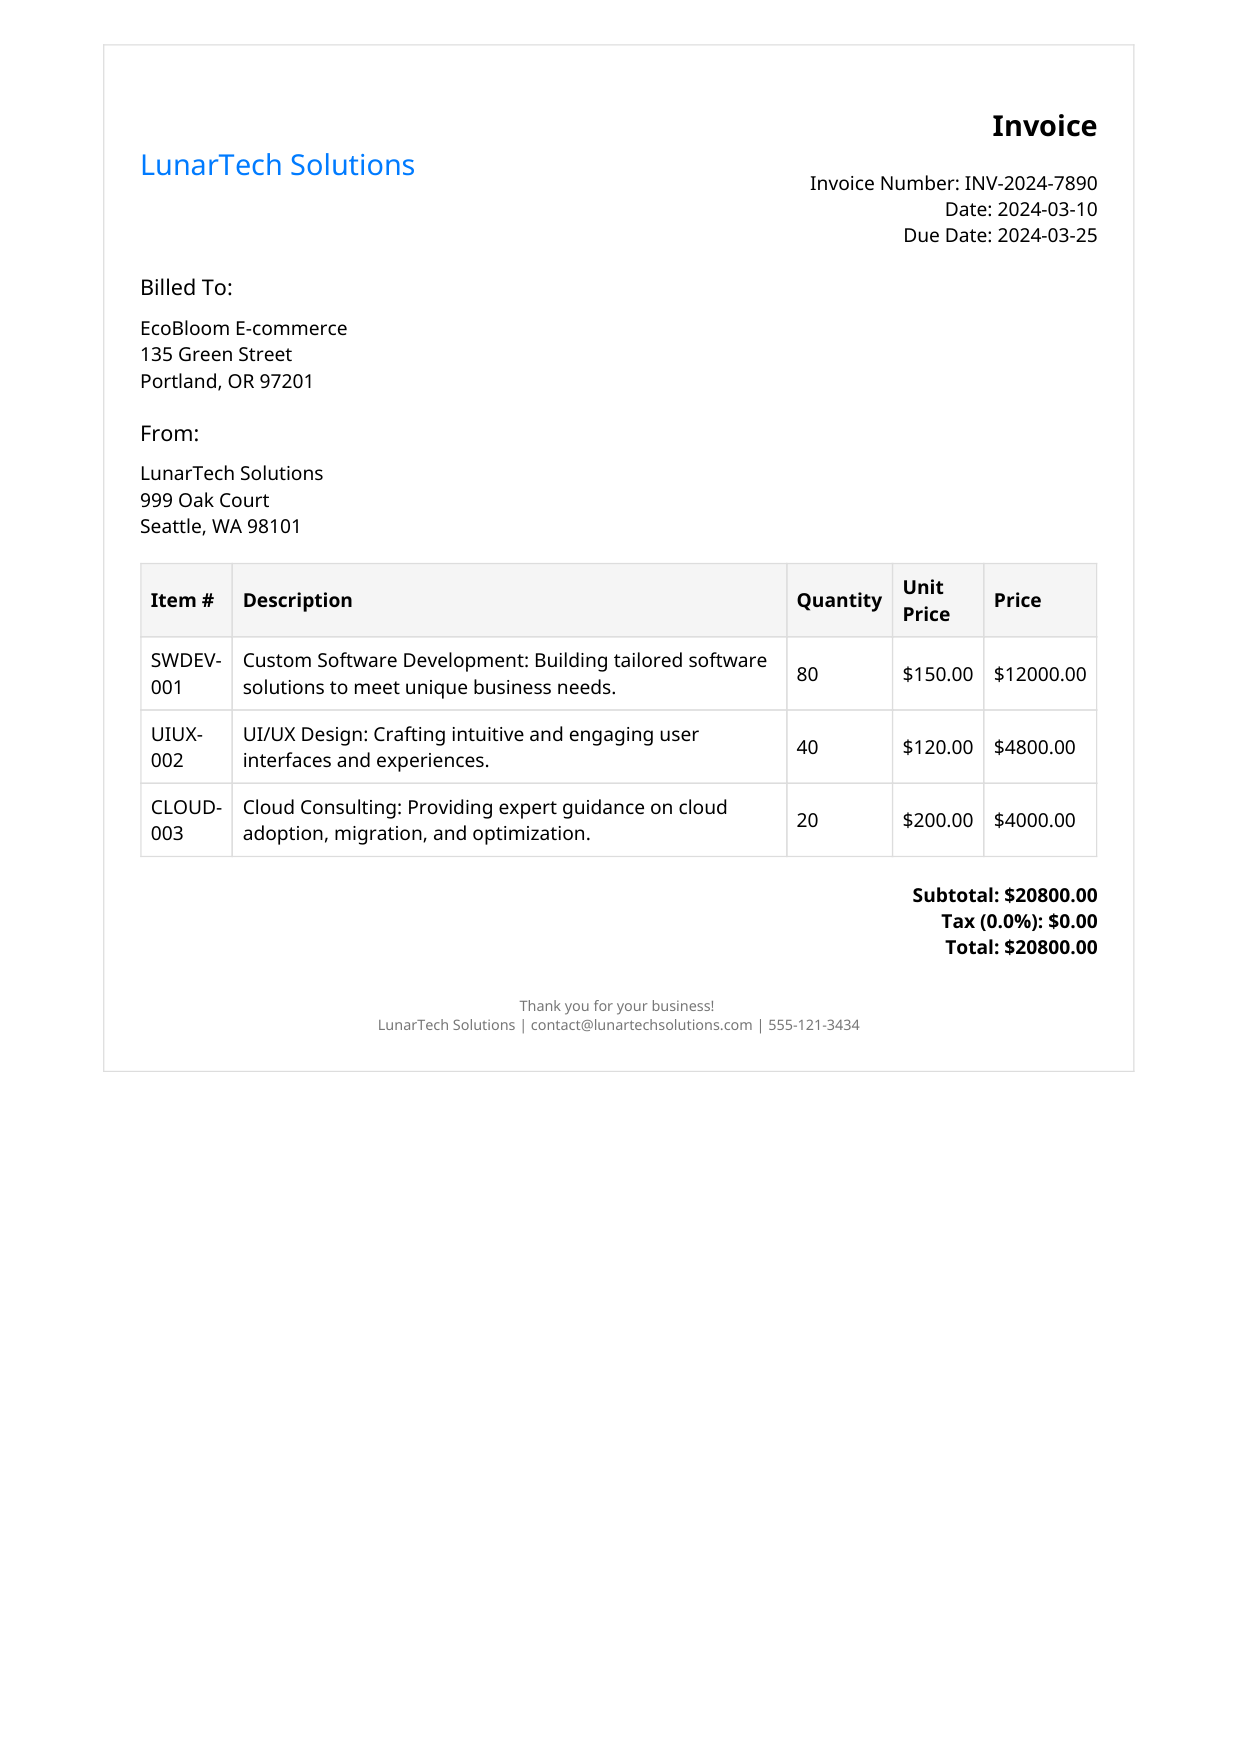 Invoice
LunarTech Solutions
Invoice Number: INV-2024-7890
Date: 2024-03-10
Due Date: 2024-03-25
Billed To:
EcoBloom E-commerce
135 Green Street
Portland, OR 97201
From:
LunarTech Solutions
999 Oak Court
Seattle, WA 98101
Item # Description Quantity Unit Price Price
SWDEV-001 Custom Software Development: Building tailored software solutions to meet unique business needs. 80 $150.00 $12000.00
UIUX-002 UI/UX Design: Crafting intuitive and engaging user interfaces and experiences. 40 $120.00 $4800.00
CLOUD-003 Cloud Consulting: Providing expert guidance on cloud adoption, migration, and optimization. 20 $200.00 $4000.00
Subtotal: $20800.00
Tax (0.0%): $0.00
Total: $20800.00
Thank you for your business!
LunarTech Solutions | contact@lunartechsolutions.com | 555-121-3434